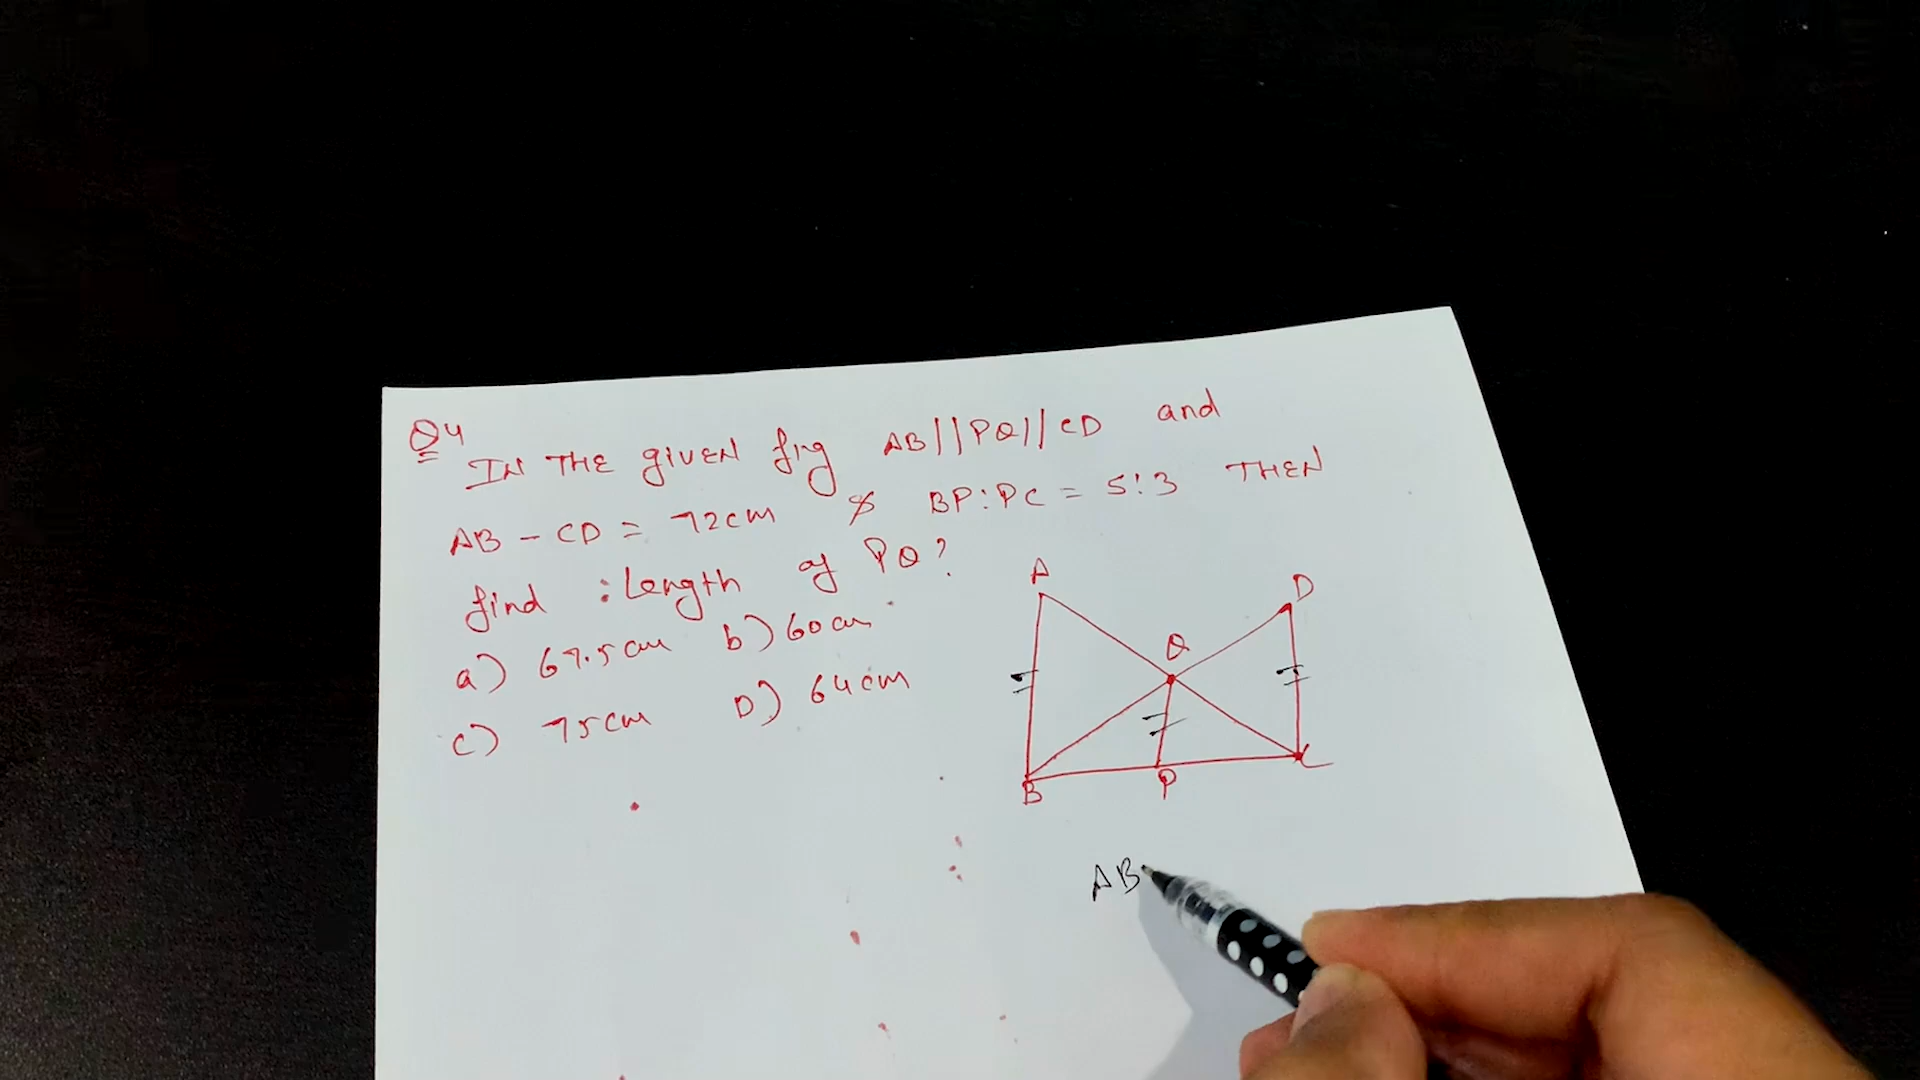 Q4
IN THE given fig AB||PQ||CD and
AB - CD = 72cm & BP:PC = 5:3 THEN
find : Length of PQ?
a) 67.5cm b) 60cm
c) 75cm D) 64cm
A
D
Q
B
P
C
AB